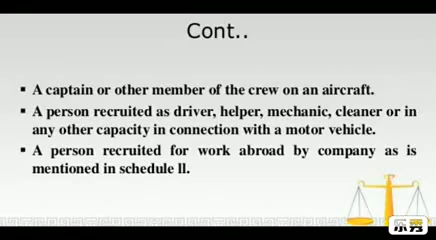 Cont..
▪ A captain or other member of the crew on an aircraft.
▪ A person recruited as driver, helper, mechanic, cleaner or in
any other capacity in connection with a motor vehicle.
▪ A person recruited for work abroad by company as is
mentioned in schedule ll.
乐秀